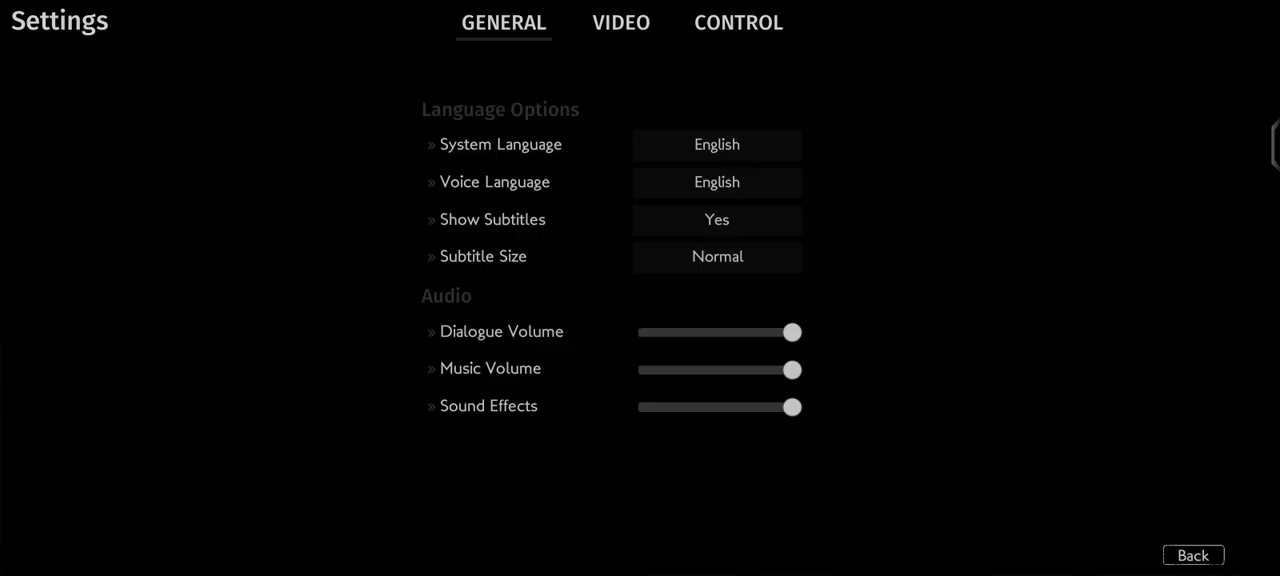 Settings
GENERAL VIDEO CONTROL
Language Options
» System Language English
» Voice Language English
» Show Subtitles Yes
» Subtitle Size Normal
Audio
» Dialogue Volume
» Music Volume
» Sound Effects
Back